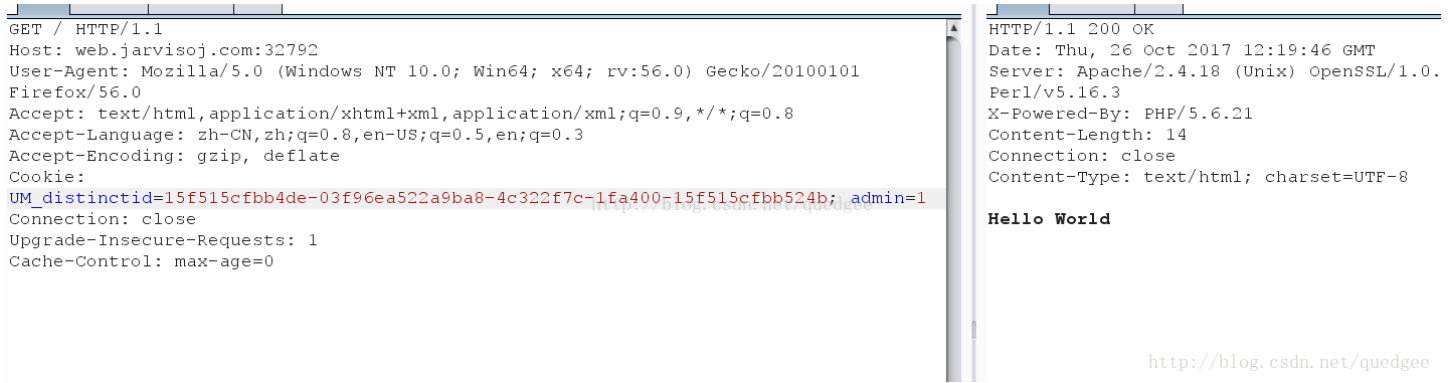 GET / HTTP/1.1
Host: web.jarvisoj.com:32792
User-Agent: Mozilla/5.0 (Windows NT 10.0; Win64; x64; rv:56.0) Gecko/20100101
Firefox/56.0
Accept: text/html,application/xhtml+xml,application/xml;q=0.9,*/*;q=0.8
Accept-Language: zh-CN,zh;q=0.8,en-US;q=0.5,en;q=0.3
Accept-Encoding: gzip, deflate
Cookie:
UM_distinctid=15f515cfbb4de-03f96ea522a9ba8-4c322f7c-1fa400-15f515cfbb524b; admin=1
http://blog.csdn.net/quedgee
Connection: close
Upgrade-Insecure-Requests: 1
Cache-Control: max-age=0
HTTP/1.1 200 OK
Date: Thu, 26 Oct 2017 12:19:46 GMT
Server: Apache/2.4.18 (Unix) OpenSSL/1.0.
Perl/v5.16.3
X-Powered-By: PHP/5.6.21
Content-Length: 14
Connection: close
Content-Type: text/html; charset=UTF-8
Hello World
http://blog.csdn.net/quedgee